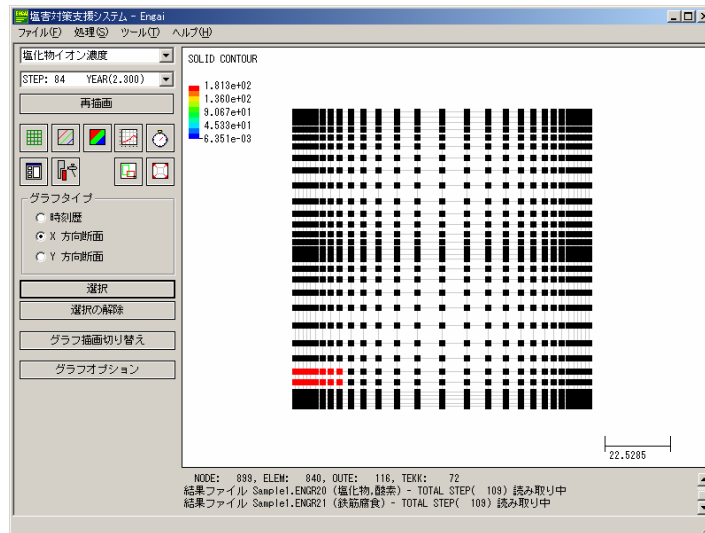 塩害対策支援システム - Engai
ファイル(F) 処理(S) ツール(T) ヘルプ(H)
塩化物イオン濃度
STEP: 84 YEAR(2.300)
再描画
グラフタイプ
時刻歴
X 方向断面
Y 方向断面
選択
選択の解除
グラフ描画切り替え
グラフオプション
SOLID CONTOUR
1.813e+02
1.360e+02
9.067e+01
4.533e+01
-6.351e-03
22.5285
NODE: 899, ELEM: 840, OUTE: 116, TEKK: 72
結果ファイル Sample1.ENGR20 (塩化物,酸素) - TOTAL STEP( 109) 読み取り中
結果ファイル Sample1.ENGR21 (鉄筋腐食) - TOTAL STEP( 109) 読み取り中